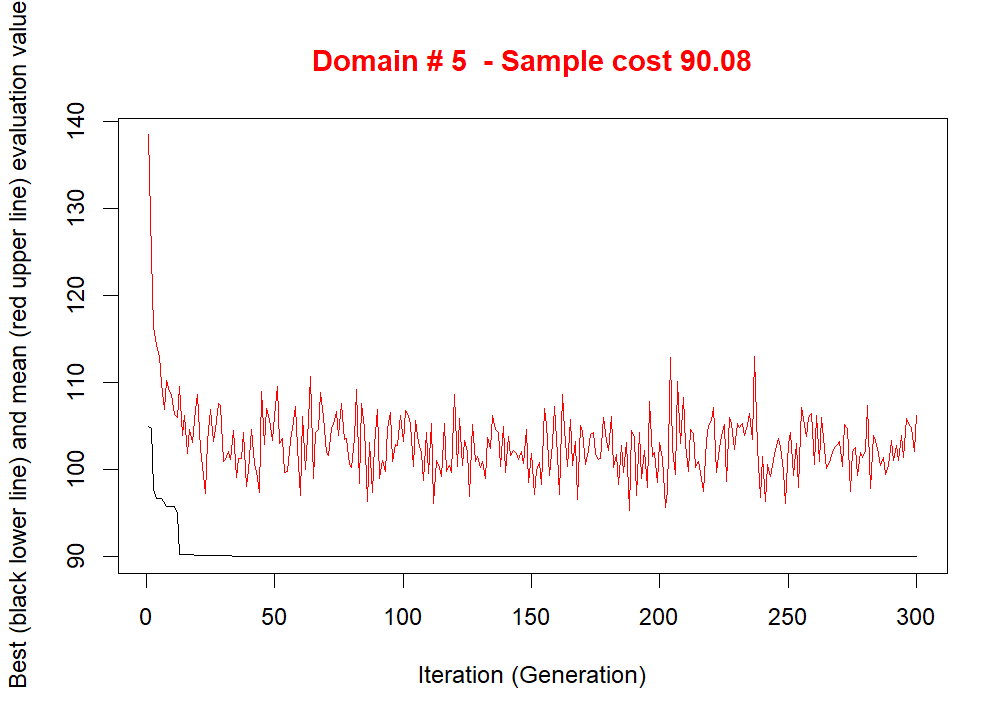 Domain # 5  - Sample cost 90.08
Best (black lower line) and mean (red upper line) evaluation value
140
130
120
110
100
90
0 50 100 150 200 250 300
Iteration (Generation)